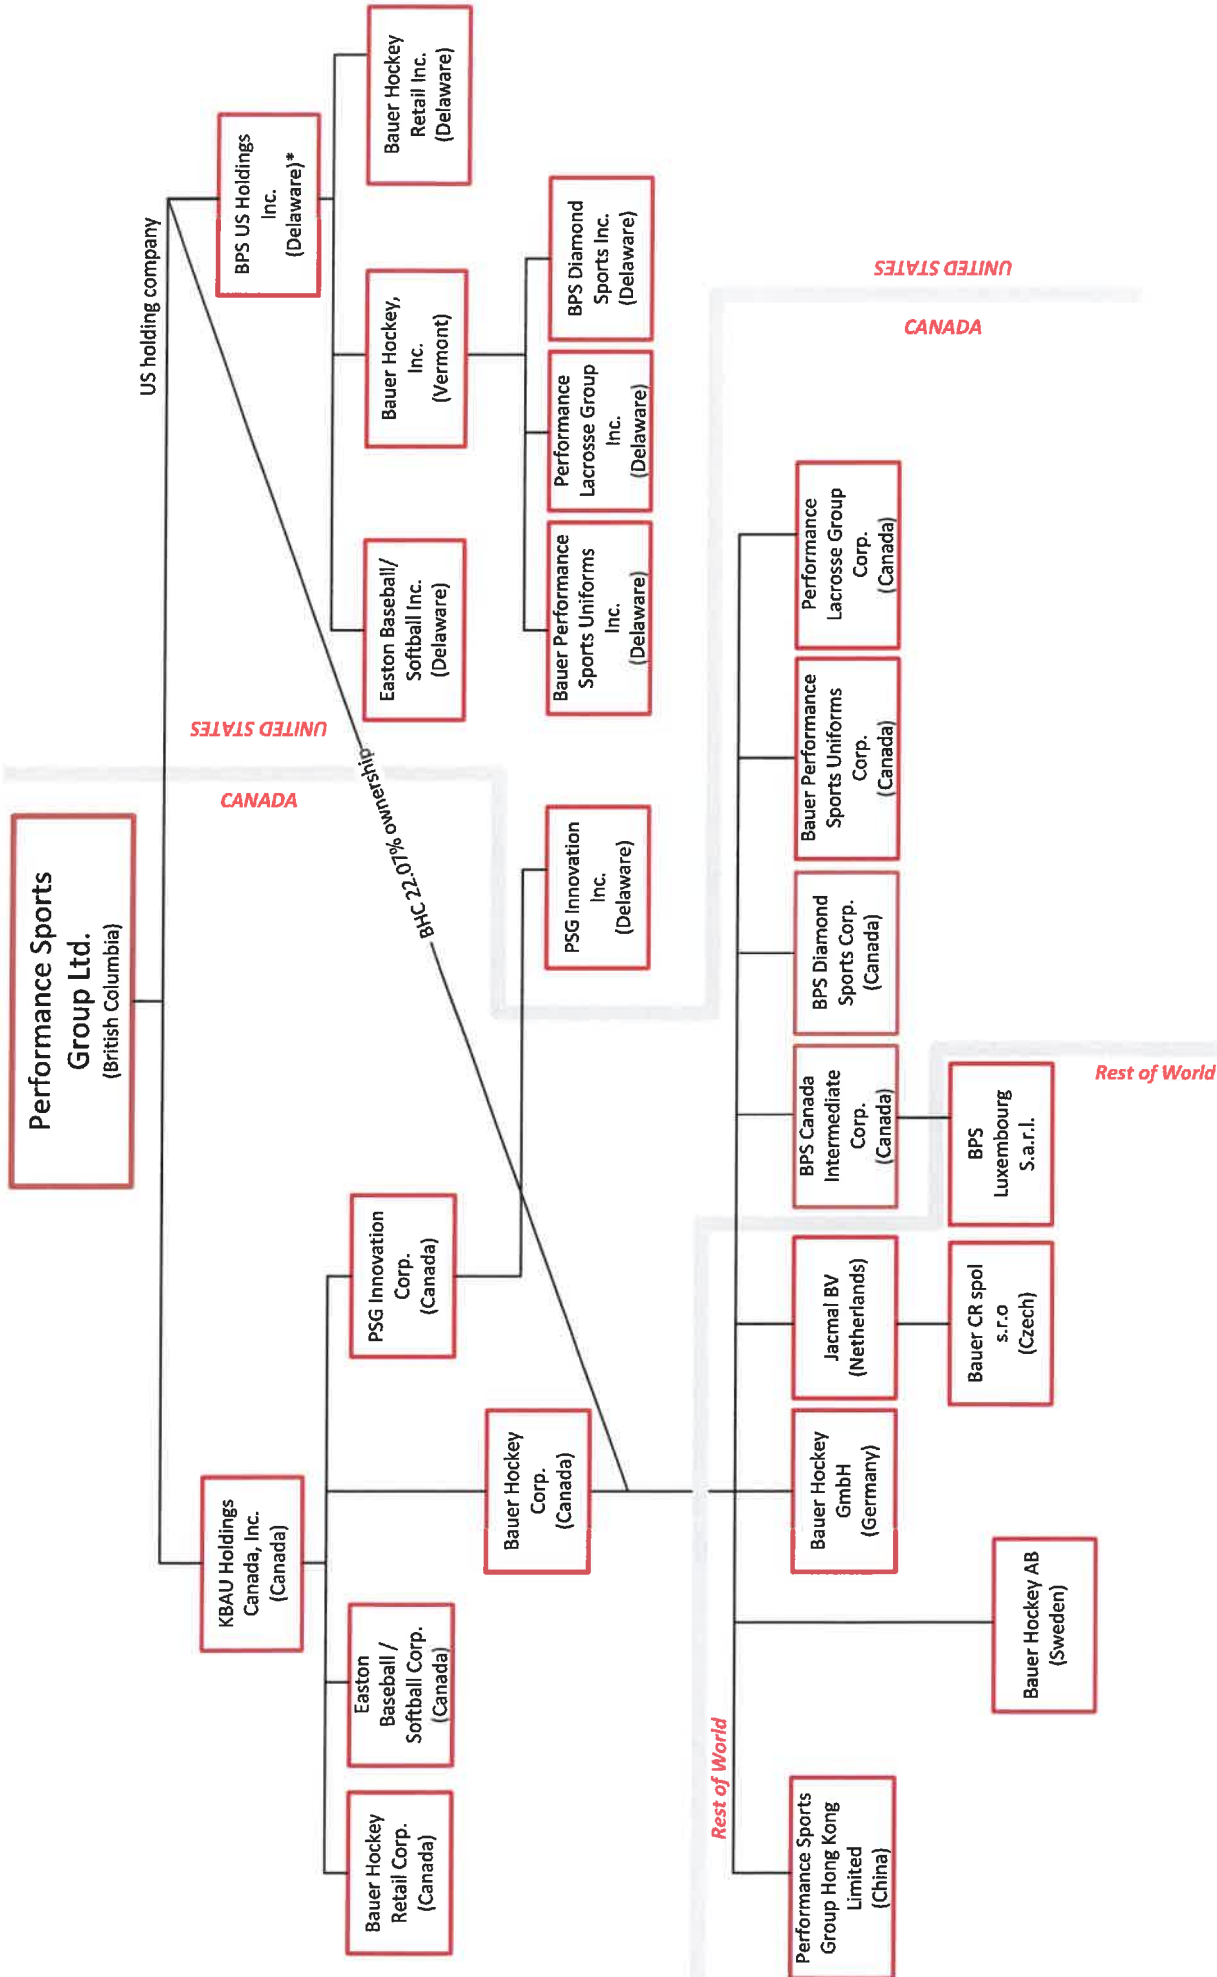 Performance Sports
Group Ltd.
(British Columbia)
US holding company
BHC 22.07% ownership
KBAU Holdings
Canada, Inc.
(Canada)
BPS US Holdings
Inc.
(Delaware)*
UNITED STATES
CANADA
Bauer Hockey
Retail Corp.
(Canada)
Easton
Baseball /
Softball Corp.
(Canada)
PSG Innovation
Corp.
(Canada)
Easton Baseball/
Softball Inc.
(Delaware)
Bauer Hockey,
Inc.
(Vermont)
Bauer Hockey
Retail Inc.
(Delaware)
Bauer Hockey
Corp.
(Canada)
PSG Innovation
Inc.
(Delaware)
Bauer Performance
Sports Uniforms
Inc.
(Delaware)
Performance
Lacrosse Group
Inc.
(Delaware)
BPS Diamond
Sports Inc.
(Delaware)
UNITED STATES
CANADA
Rest of World
Performance Sports
Group Hong Kong
Limited
(China)
Bauer Hockey
GmbH
(Germany)
Jacmal BV
(Netherlands)
BPS Canada
Intermediate
Corp.
(Canada)
BPS Diamond
Sports Corp.
(Canada)
Bauer Performance
Sports Uniforms
Corp.
(Canada)
Performance
Lacrosse Group
Corp.
(Canada)
Bauer Hockey AB
(Sweden)
Bauer CR spol
s.r.o
(Czech)
BPS
Luxembourg
S.a.r.l.
Rest of World